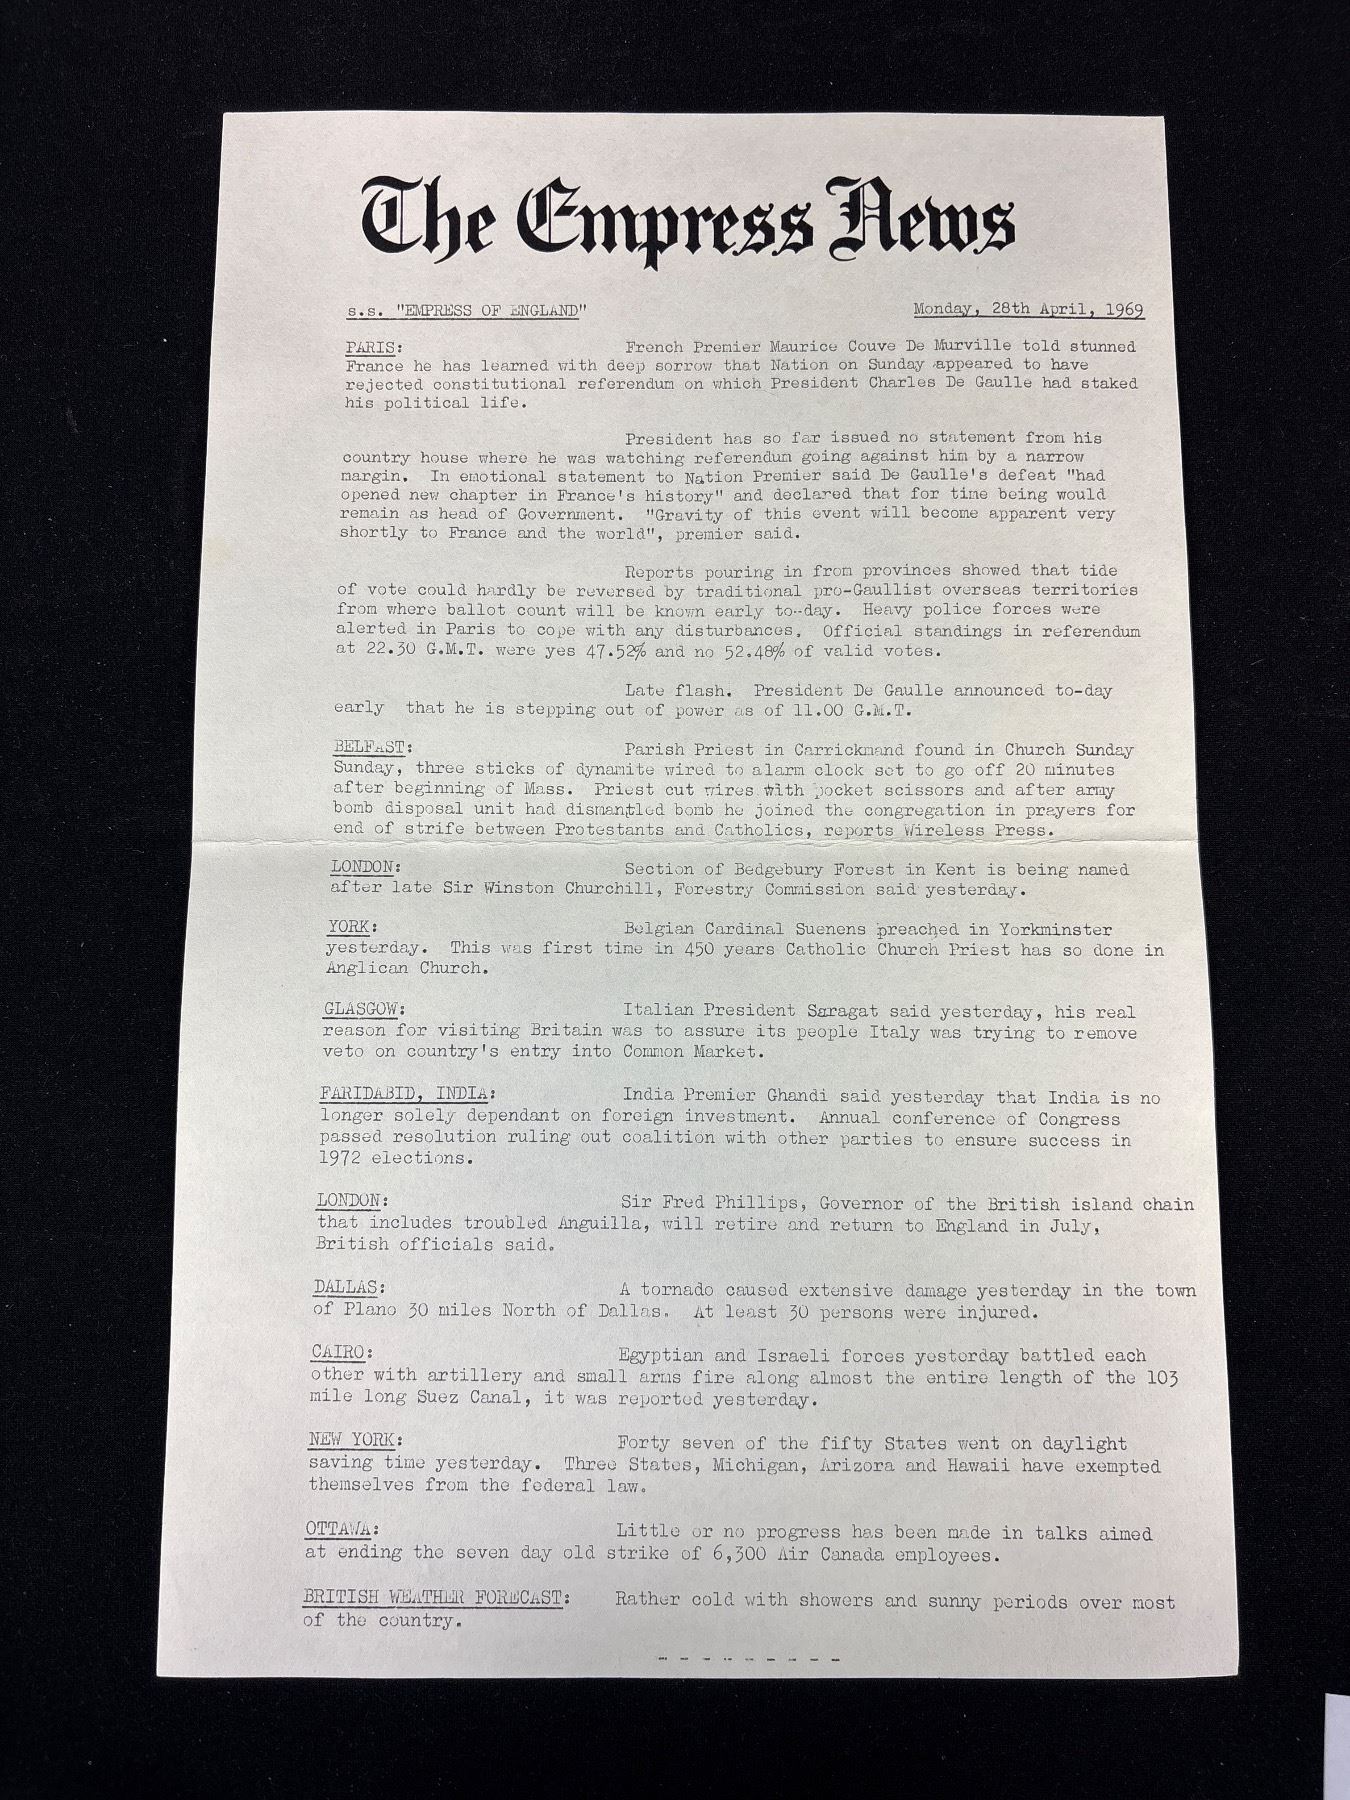 The Empress News
s.s. "EMPRESS OF ENGLAND" Monday, 28th April, 1969
PARIS: French Premier Maurice Couve De Murville told stunned
France he has learned with deep sorrow that Nation on Sunday appeared to have
rejected constitutional referendum on which President Charles De Gaulle had staked
his political life.
President has so far issued no statement from his
country house where he was watching referendum going against him by a narrow
margin. In emotional statement to Nation Premier said De Gaulle's defeat "had
opened new chapter in France's history" and declared that for time being would
remain as head of Government. "Gravity of this event will become apparent very
shortly to France and the world", premier said.
Reports pouring in from provinces showed that tide
of vote could hardly be reversed by traditional pro-Gaullist overseas territories
from where ballot count will be known early to-day. Heavy police forces were
alerted in Paris to cope with any disturbances. Official standings in referendum
at 22.30 G.M.T. were yes 47.52% and no 52.48% of valid votes.
Late flash. President De Gaulle announced to-day
early that he is stepping out of power as of 11.00 G.M.T.
BELFAST: Parish Priest in Carrickmand found in Church Sunday
Sunday, three sticks of dynamite wired to alarm clock set to go off 20 minutes
after beginning of Mass. Priest cut wires with pocket scissors and after army
bomb disposal unit had dismantled bomb he joined the congregation in prayers for
end of strife between Protestants and Catholics, reports Wireless Press.
LONDON: Section of Bedgebury Forest in Kent is being named
after late Sir Winston Churchill, Forestry Commission said yesterday.
YORK: Belgian Cardinal Suenens preached in Yorkminster
yesterday. This was first time in 450 years Catholic Church Priest has so done in
Anglican Church.
GLASGOW: Italian President Saragat said yesterday, his real
reason for visiting Britain was to assure its people Italy was trying to remove
veto on country's entry into Common Market.
FARIDABID, INDIA: India Premier Ghandi said yesterday that India is no
longer solely dependant on foreign investment. Annual conference of Congress
passed resolution ruling out coalition with other parties to ensure success in
1972 elections.
LONDON: Sir Fred Phillips, Governor of the British island chain
that includes troubled Anguilla, will retire and return to England in July,
British officials said.
DALLAS: A tornado caused extensive damage yesterday in the town
of Plano 30 miles North of Dallas. At least 30 persons were injured.
CAIRO: Egyptian and Israeli forces yesterday battled each
other with artillery and small arms fire along almost the entire length of the 103
mile long Suez Canal, it was reported yesterday.
NEW YORK: Forty seven of the fifty States went on daylight
saving time yesterday. Three States, Michigan, Arizora and Hawaii have exempted
themselves from the federal law.
OTTAWA: Little or no progress has been made in talks aimed
at ending the seven day old strike of 6,300 Air Canada employees.
BRITISH WEATHER FORECAST: Rather cold with showers and sunny periods over most
of the country.